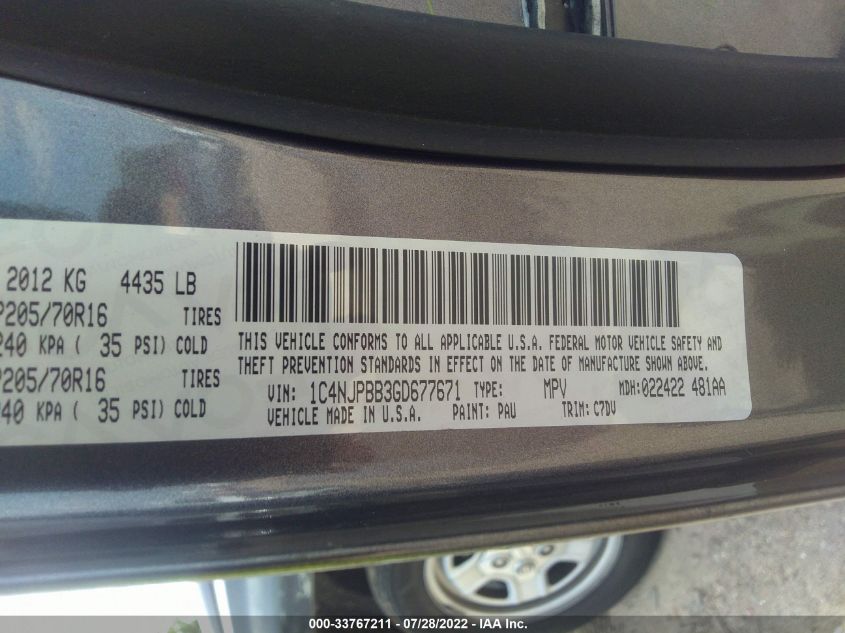 2012 KG 4435 LB
P205/70R16 TIRES
240 KPA ( 35 PSI) COLD
P205/70R16 TIRES
240 KPA ( 35 PSI) COLD
THIS VEHICLE CONFORMS TO ALL APPLICABLE U.S.A. FEDERAL MOTOR VEHICLE SAFETY AND
THEFT PREVENTION STANDARDS IN EFFECT ON THE DATE OF MANUFACTURE SHOWN ABOVE.
VIN: 1C4NJPBB3GD677671 TYPE: MPV MDH:022422 481AA
VEHICLE MADE IN U.S.A. PAINT: PAU TRIM: C7DV
000-33767211 - 07/28/2022 - IAA Inc.